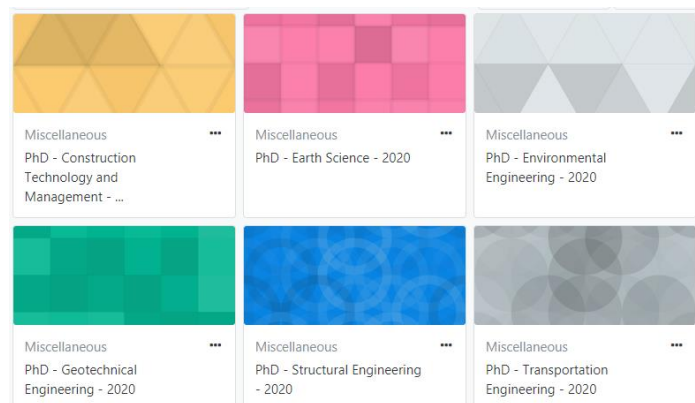 Miscellaneous
PhD - Construction
Technology and
Management - ...
Miscellaneous
PhD - Earth Science - 2020
Miscellaneous
PhD - Environmental
Engineering - 2020
Miscellaneous
PhD - Geotechnical
Engineering - 2020
Miscellaneous
PhD - Structural Engineering
- 2020
Miscellaneous
PhD - Transportation
Engineering - 2020